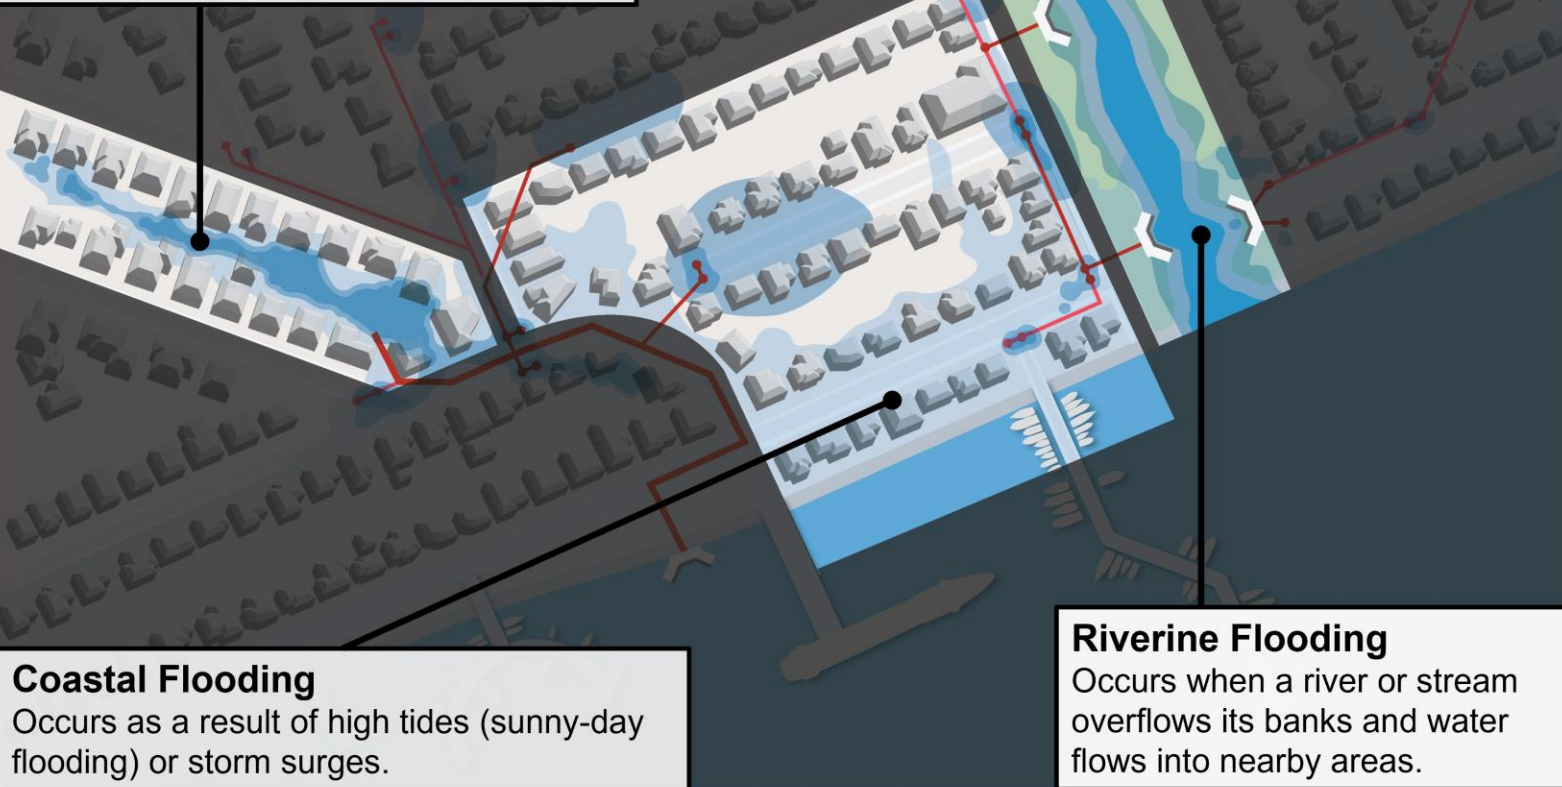 Coastal Flooding
Occurs as a result of high tides (sunny-day
flooding) or storm surges.
Riverine Flooding
Occurs when a river or stream
overflows its banks and water
flows into nearby areas.